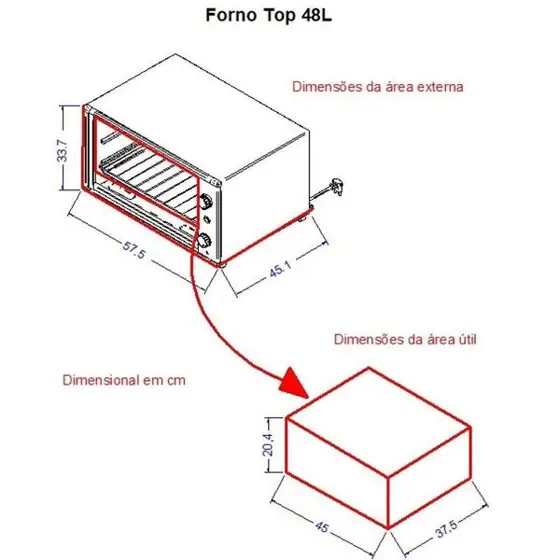 Forno Top 48L
Dimensões da área externa
33.7
57.5
45.1
Dimensões da área útil
Dimensional em cm
20,4
45
37,5